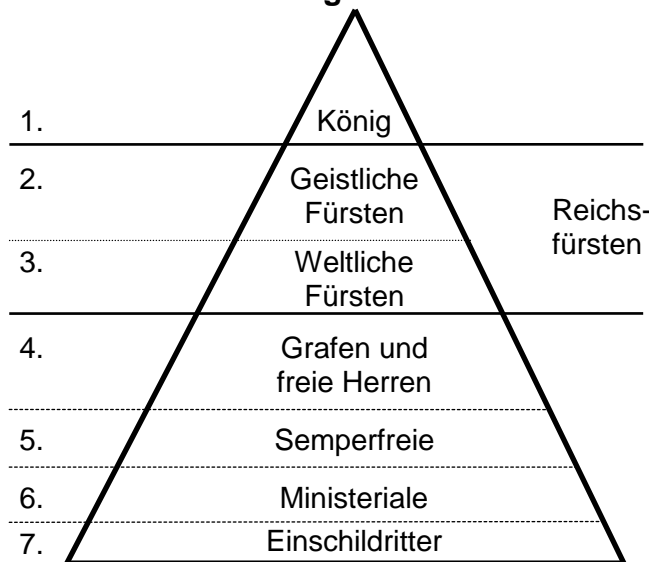 1.
König
2.
Geistliche
Fürsten
Reichs-
fürsten
3.
Weltliche
Fürsten
4.
Grafen und
freie Herren
5.
Semperfreie
6.
Ministeriale
7.
Einschildritter